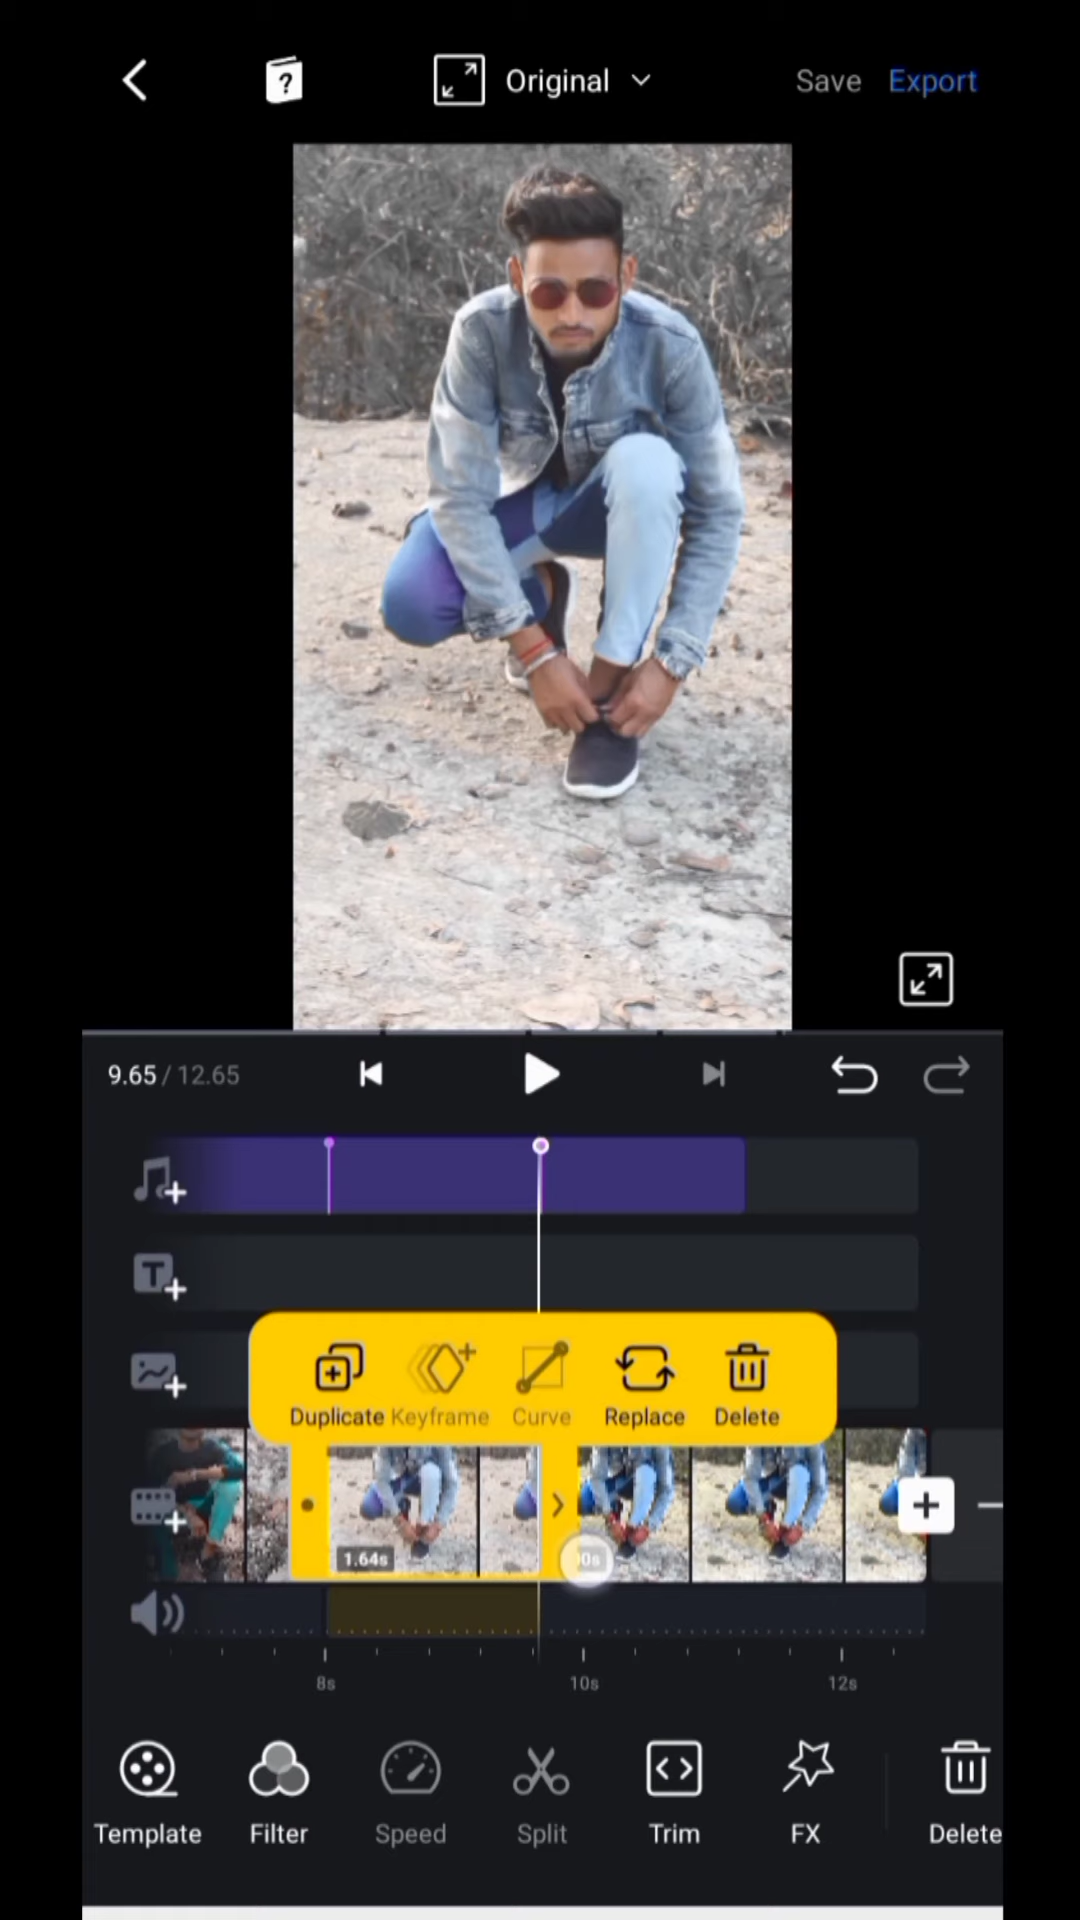 Original Save Export
9.65 / 12.65
Duplicate Keyframe Curve Replace Delete
1.64s
8s 10s 12s
Template Filter Speed Split Trim FX Delete